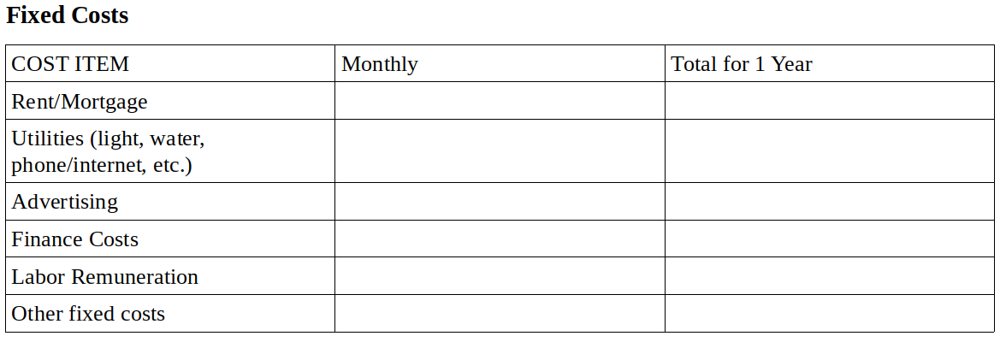 Fixed Costs
COST ITEM Monthly Total for 1 Year
Rent/Mortgage
Utilities (light, water,
phone/internet, etc.)
Advertising
Finance Costs
Labor Remuneration
Other fixed costs